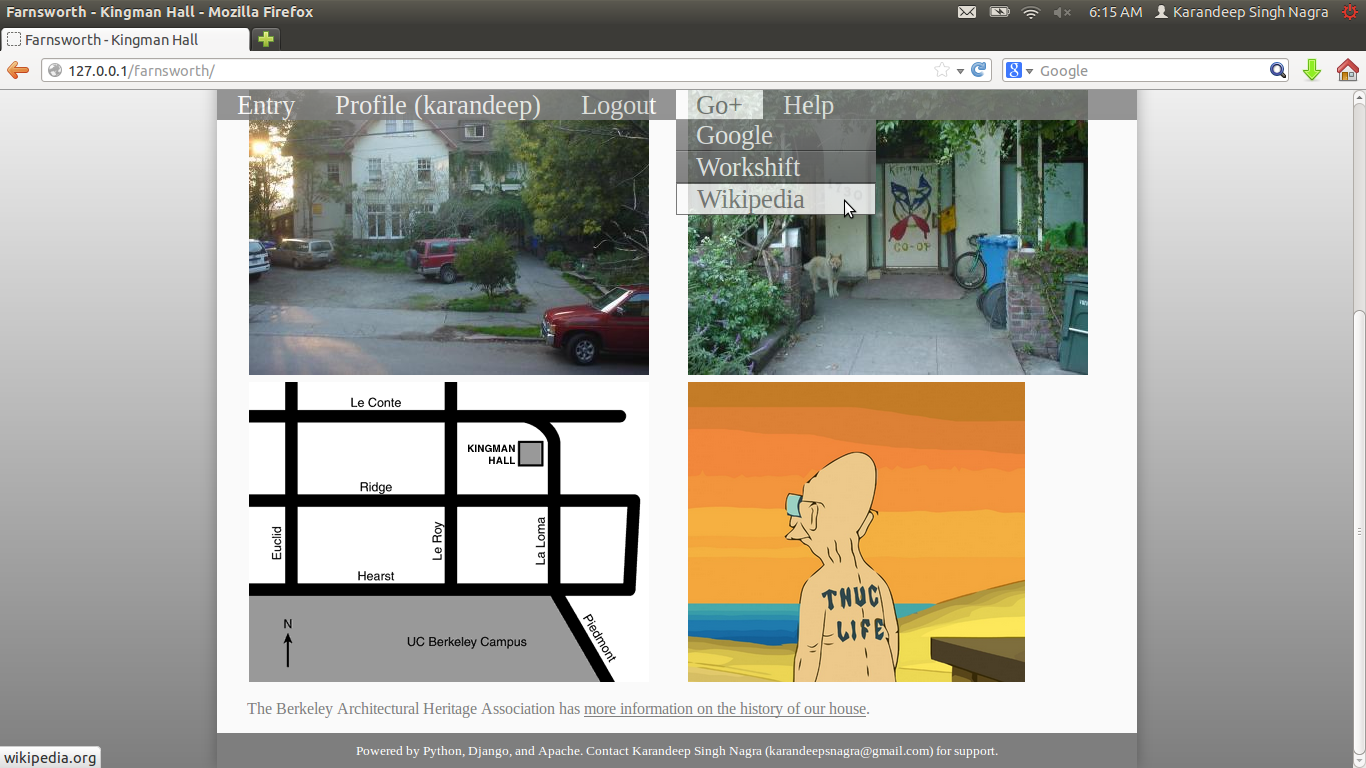 Farnsworth - Kingman Hall - Mozilla Firefox
6:15 AM Karandeep Singh Nagra
Farnsworth - Kingman Hall
127.0.0.1/farnsworth/
Google
Entry Profile (karandeep) Logout Go+ Help
Google
Workshift
Wikipedia
Kingman
CO-OP
Le Conte
KINGMAN
HALL
Ridge
Euclid
Le Roy
La Loma
Hearst
Piedmont
N
UC Berkeley Campus
THUG
LIFE
The Berkeley Architectural Heritage Association has more information on the history of our house.
Powered by Python, Django, and Apache. Contact Karandeep Singh Nagra (karandeepsnagra@gmail.com) for support.
wikipedia.org